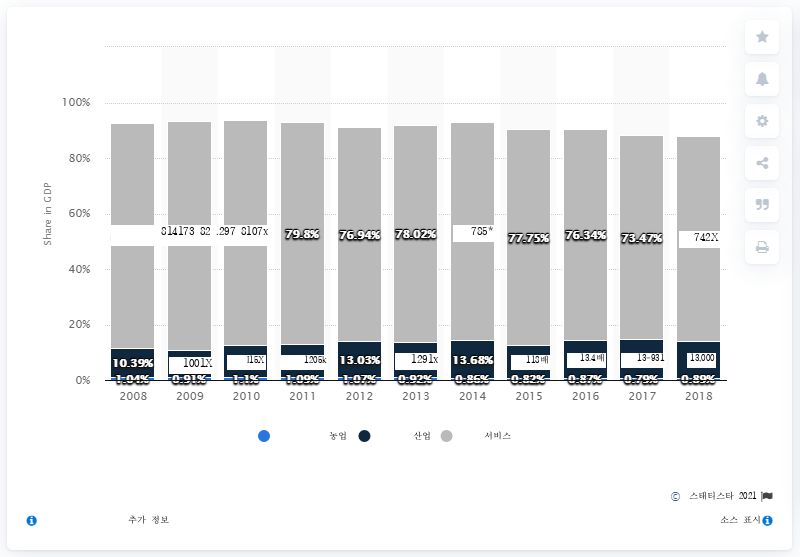 100%
80%
Share in GDP
60%
814173 82 .297 8107x 79.8% 76.94% 78.02% 785* 77.75% 76.34% 73.47% 742X
40%
20%
10.39% 1001X 115X 1205k 13.03% 1291x 13.68% 118배 13.4배 13-931 13,000
1.04% 0.91% 1.1% 1.09% 1.07% 0.92% 0.86% 0.82% 0.87% 0.79% 0.89%
0%
2008 2009 2010 2011 2012 2013 2014 2015 2016 2017 2018
농업 산업 서비스
© 스태티스타 2021
추가 정보 소스 표시